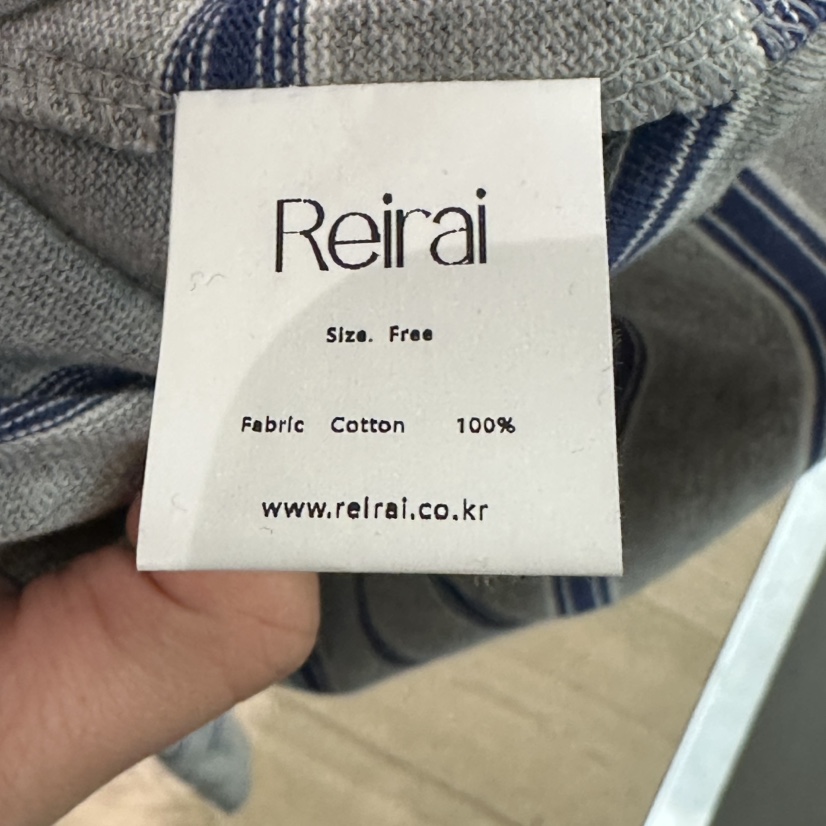 Reirai
Size. Free
Fabric Cotton 100%
www.reirai.co.kr